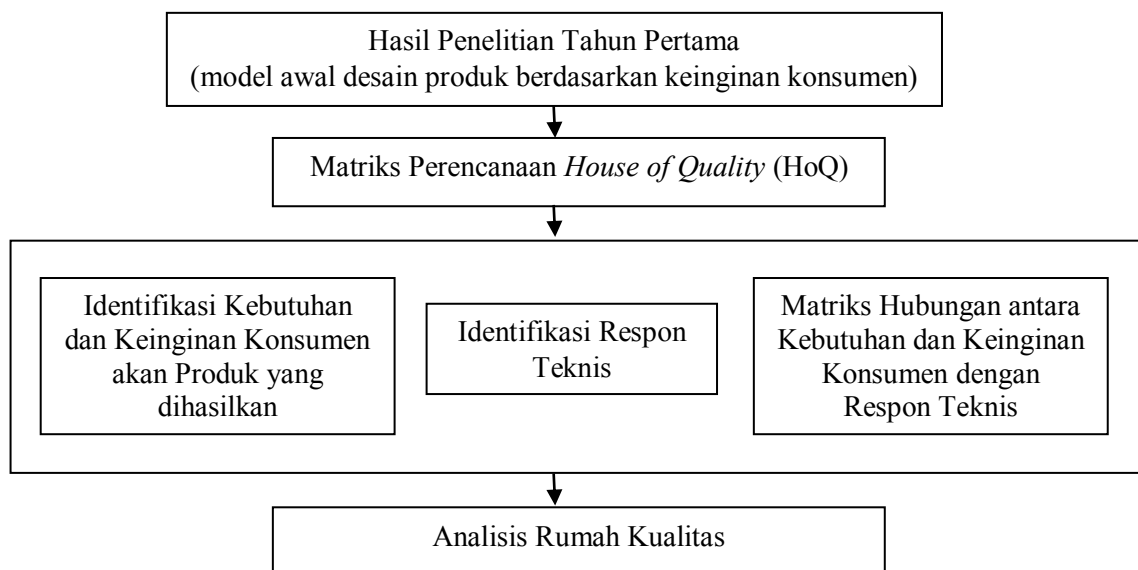 Hasil Penelitian Tahun Pertama
(model awal desain produk berdasarkan keinginan konsumen)
Matriks Perencanaan House of Quality (HoQ)
Identifikasi Kebutuhan
dan Keinginan Konsumen
akan Produk yang
dihasilkan
Identifikasi Respon
Teknis
Matriks Hubungan antara
Kebutuhan dan Keinginan
Konsumen dengan
Respon Teknis
Analisis Rumah Kualitas